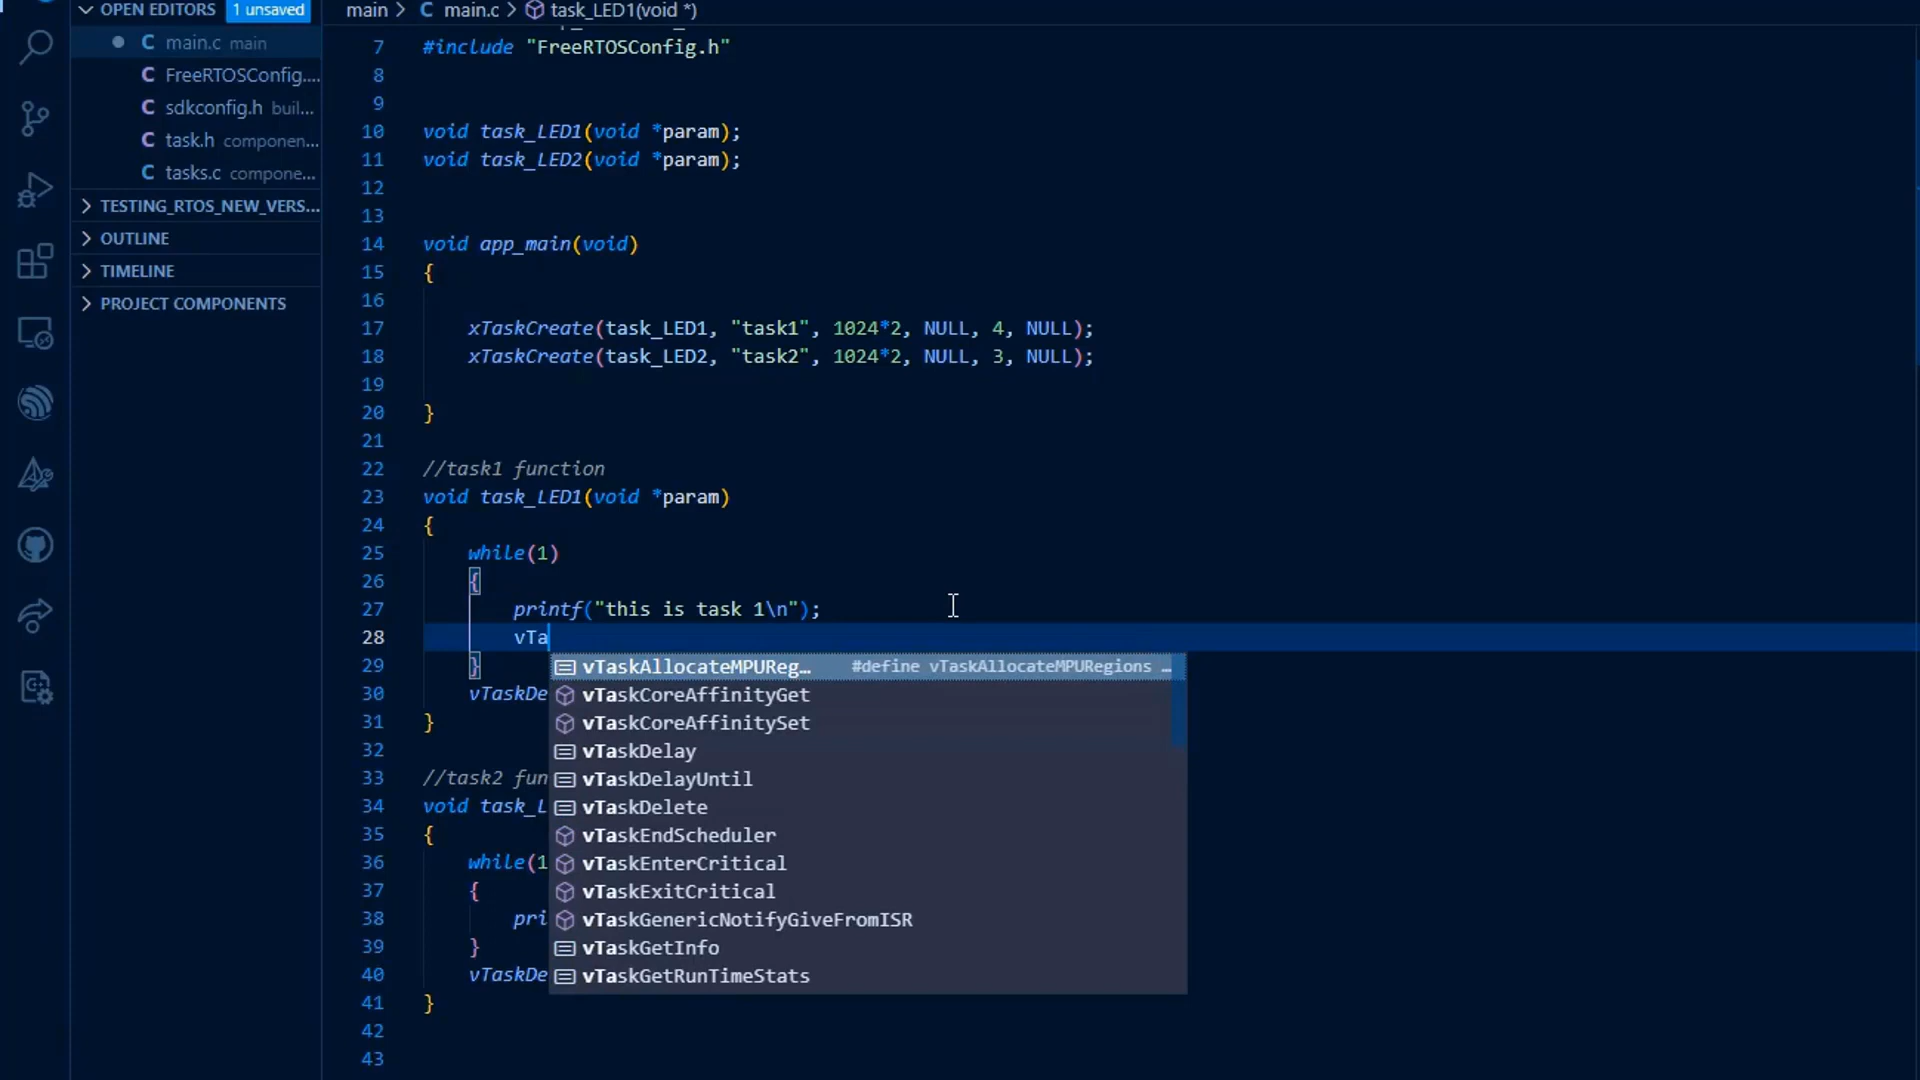 OPEN EDITORS 1 unsaved
main.c main
FreeRTOSConfig....
sdkconfig.h buil...
task.h componen...
tasks.c compone...
TESTING_RTOS_NEW_VERS...
OUTLINE
TIMELINE
PROJECT COMPONENTS
main > C main.c > task_LED1(void *)
7 #include "FreeRTOSConfig.h"
8
9
10 void task_LED1(void *param);
11 void task_LED2(void *param);
12
13
14 void app_main(void)
15 {
16
17 xTaskCreate(task_LED1, "task1", 1024*2, NULL, 4, NULL);
18 xTaskCreate(task_LED2, "task2", 1024*2, NULL, 3, NULL);
19
20 }
21
22 //task1 function
23 void task_LED1(void *param)
24 {
25 while(1)
26 {
27 printf("this is task 1\n");
28 vTa
29 }
30 vTaskDe
31 }
32
33 //task2 fun
34 void task_L
35 {
36 while(1
37 {
38 pri
39 }
40 vTaskDe
41 }
42
43
vTaskAllocateMPUReg… #define vTaskAllocateMPURegions …
vTaskCoreAffinityGet
vTaskCoreAffinitySet
vTaskDelay
vTaskDelayUntil
vTaskDelete
vTaskEndScheduler
vTaskEnterCritical
vTaskExitCritical
vTaskGenericNotifyGiveFromISR
vTaskGetInfo
vTaskGetRunTimeStats